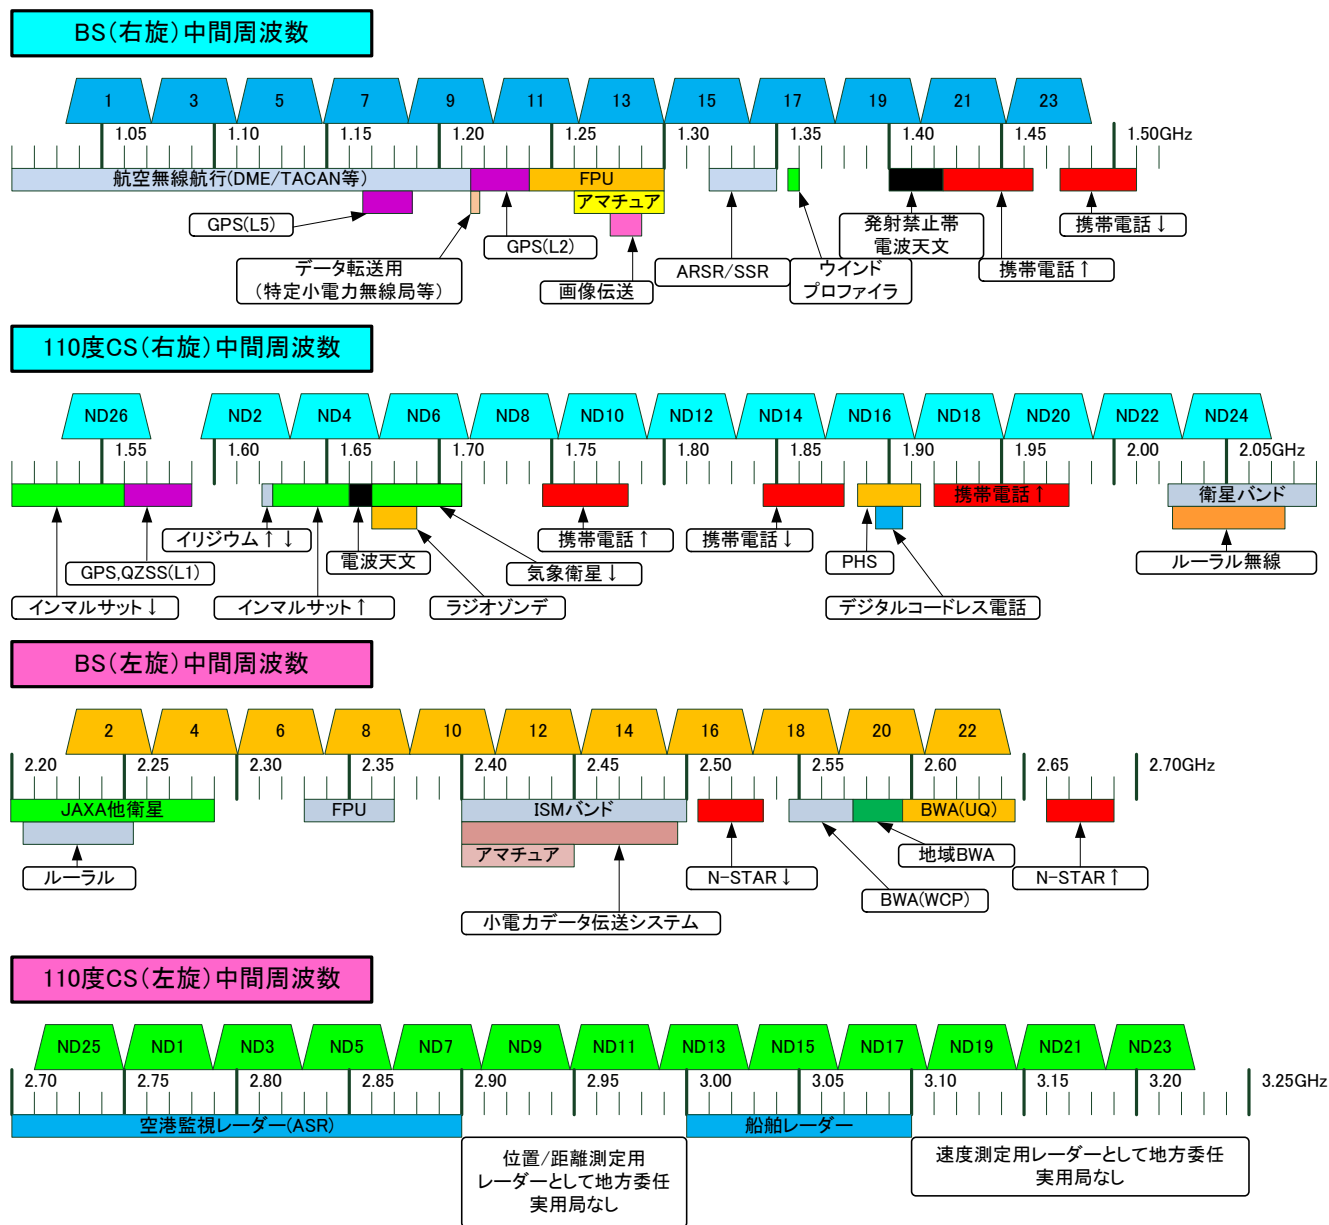 BS(右旋)中間周波数
1 3 5 7 9 11 13 15 17 19 21 23
1.05 1.10 1.15 1.20 1.25 1.30 1.35 1.40 1.45 1.50GHz
航空無線航行(DME/TACAN等)
FPU
アマチュア
GPS(L5)
データ転送用
(特定小電力無線局等)
GPS(L2)
画像伝送
ARSR/SSR
ウインド
プロファイラ
発射禁止帯
電波天文
携帯電話↑
携帯電話↓
110度CS(右旋)中間周波数
ND26 ND2 ND4 ND6 ND8 ND10 ND12 ND14 ND16 ND18 ND20 ND22 ND24
1.55 1.60 1.65 1.70 1.75 1.80 1.85 1.90 1.95 2.00 2.05GHz
携帯電話↑
衛星バンド
イリジウム↑↓
電波天文
携帯電話↑
携帯電話↓
PHS
ルーラル無線
GPS,QZSS(L1)
気象衛星↓
インマルサット↓
インマルサット↑
ラジオゾンデ
デジタルコードレス電話
BS(左旋)中間周波数
2 4 6 8 10 12 14 16 18 20 22
2.20 2.25 2.30 2.35 2.40 2.45 2.50 2.55 2.60 2.65 2.70GHz
JAXA他衛星
FPU
ISMバンド
BWA(UQ)
アマチュア
地域BWA
ルーラル
N-STAR↓
N-STAR↑
BWA(WCP)
小電力データ伝送システム
110度CS(左旋)中間周波数
ND25 ND1 ND3 ND5 ND7 ND9 ND11 ND13 ND15 ND17 ND19 ND21 ND23
2.70 2.75 2.80 2.85 2.90 2.95 3.00 3.05 3.10 3.15 3.20 3.25GHz
空港監視レーダー(ASR)
船舶レーダー
位置/距離測定用
レーダーとして地方委任
実用局なし
速度測定用レーダーとして地方委任
実用局なし